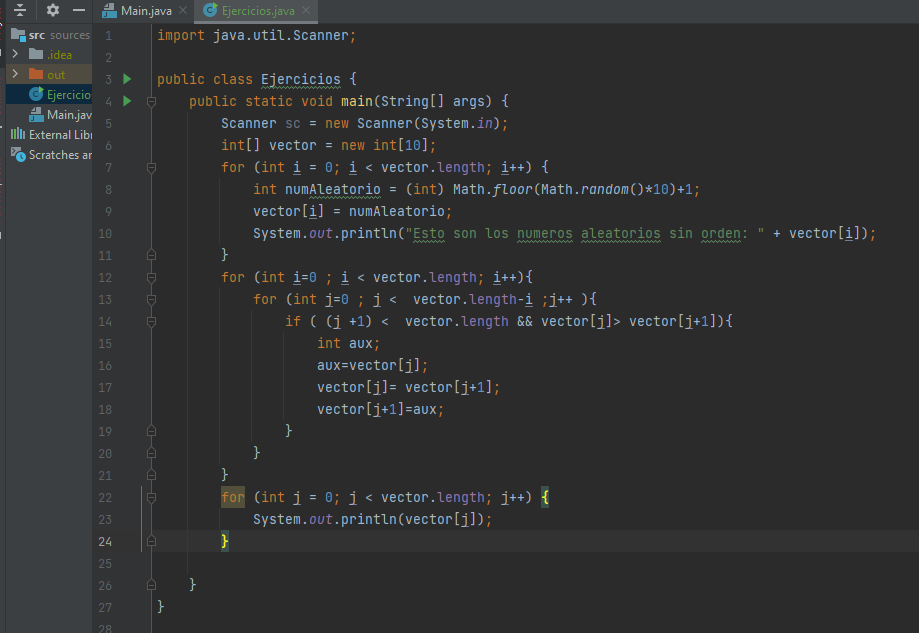 Main.java
Ejercicios.java
src sources
.idea
out
Ejercicio
Main.jav
External Libr
Scratches ar
1 import java.util.Scanner;
2
3 public class Ejercicios {
4 public static void main(String[] args) {
5 Scanner sc = new Scanner(System.in);
6 int[] vector = new int[10];
7 for (int i = 0; i < vector.length; i++) {
8 int numAleatorio = (int) Math.floor(Math.random()*10)+1;
9 vector[i] = numAleatorio;
10 System.out.println("Esto son los numeros aleatorios sin orden: " + vector[i]);
11 }
12 for (int i=0 ; i < vector.length; i++){
13 for (int j=0 ; j <  vector.length-i ;j++ ){
14 if ( (j +1) <  vector.length && vector[j]> vector[j+1]){
15 int aux;
16 aux=vector[j];
17 vector[j]= vector[j+1];
18 vector[j+1]=aux;
19 }
20 }
21 }
22 for (int j = 0; j < vector.length; j++) {
23 System.out.println(vector[j]);
24 }
25
26 }
27 }
28